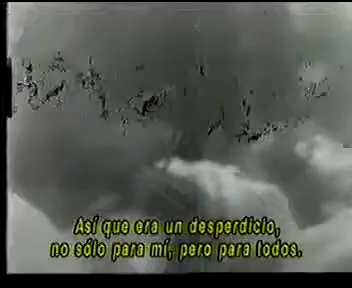 Así que era un desperdicio,
no sólo para mí, pero para todos.